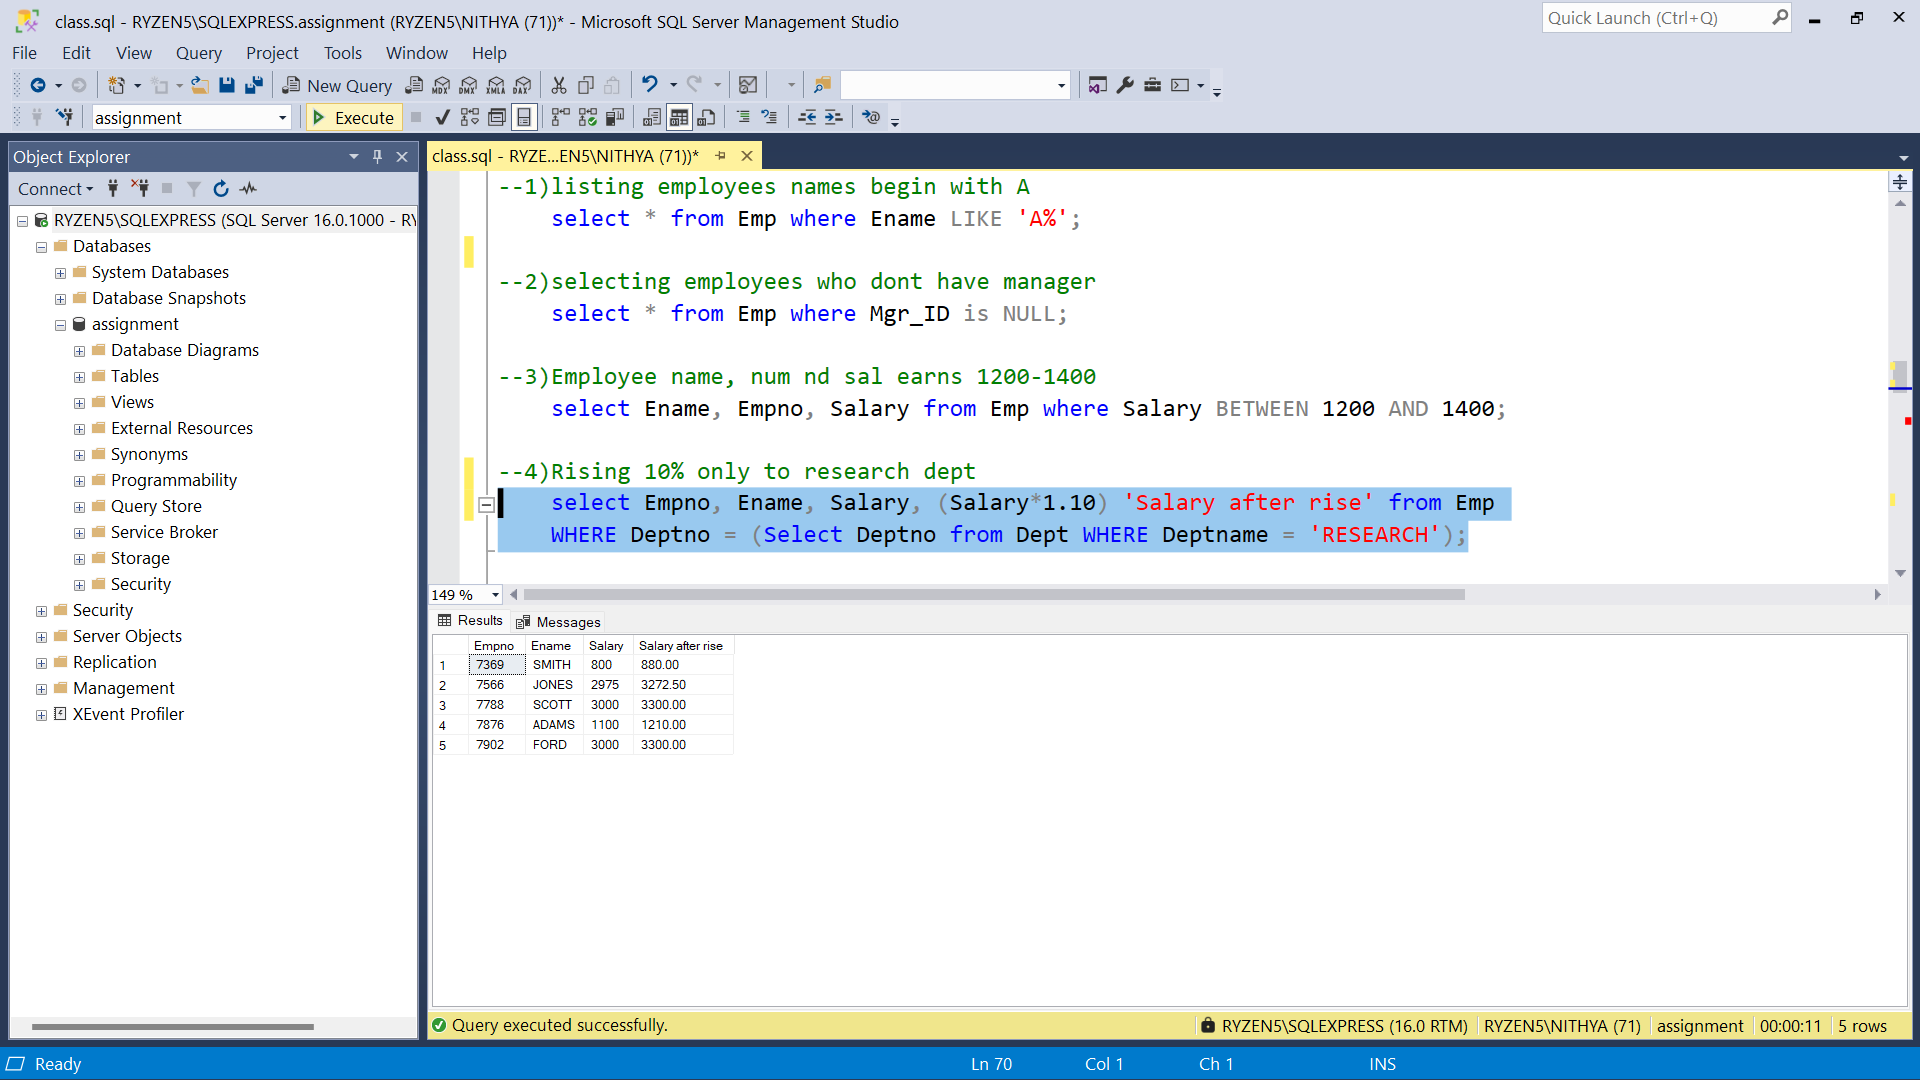 class.sql - RYZEN5\SQLEXPRESS.assignment (RYZEN5\NITHYA (71))* - Microsoft SQL Server Management Studio
Quick Launch (Ctrl+Q)
File Edit View Query Project Tools Window Help
New Query MDX DMX XMLA DAX
assignment Execute
Object Explorer
class.sql - RYZE...EN5\NITHYA (71))*
Connect
RYZEN5\SQLEXPRESS (SQL Server 16.0.1000 - RY
Databases
System Databases
Database Snapshots
assignment
Database Diagrams
Tables
Views
External Resources
Synonyms
Programmability
Query Store
Service Broker
Storage
Security
Security
Server Objects
Replication
Management
XEvent Profiler
--1)listing employees names begin with A
select * from Emp where Ename LIKE 'A%';
--2)selecting employees who dont have manager
select * from Emp where Mgr_ID is NULL;
--3)Employee name, num nd sal earns 1200-1400
select Ename, Empno, Salary from Emp where Salary BETWEEN 1200 AND 1400;
--4)Rising 10% only to research dept
select Empno, Ename, Salary, (Salary*1.10) 'Salary after rise' from Emp
WHERE Deptno = (Select Deptno from Dept WHERE Deptname = 'RESEARCH');
149 %
Results Messages
Empno Ename Salary Salary after rise
1 7369 SMITH 800 880.00
2 7566 JONES 2975 3272.50
3 7788 SCOTT 3000 3300.00
4 7876 ADAMS 1100 1210.00
5 7902 FORD 3000 3300.00
Query executed successfully. RYZEN5\SQLEXPRESS (16.0 RTM) RYZEN5\NITHYA (71) assignment 00:00:11 5 rows
Ready Ln 70 Col 1 Ch 1 INS